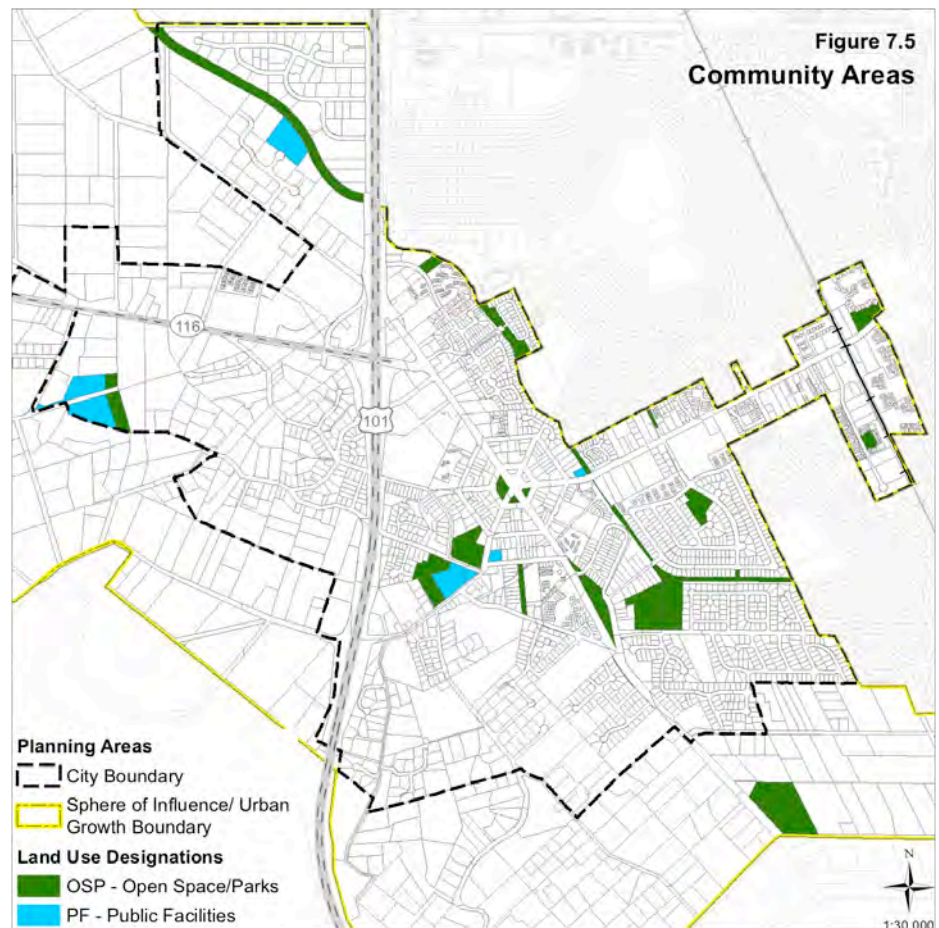 Figure 7.5
Community Areas
116
101
Planning Areas
City Boundary
Sphere of Influence/ Urban
Growth Boundary
Land Use Designations
OSP - Open Space/Parks
PF - Public Facilities
N
1:30,000